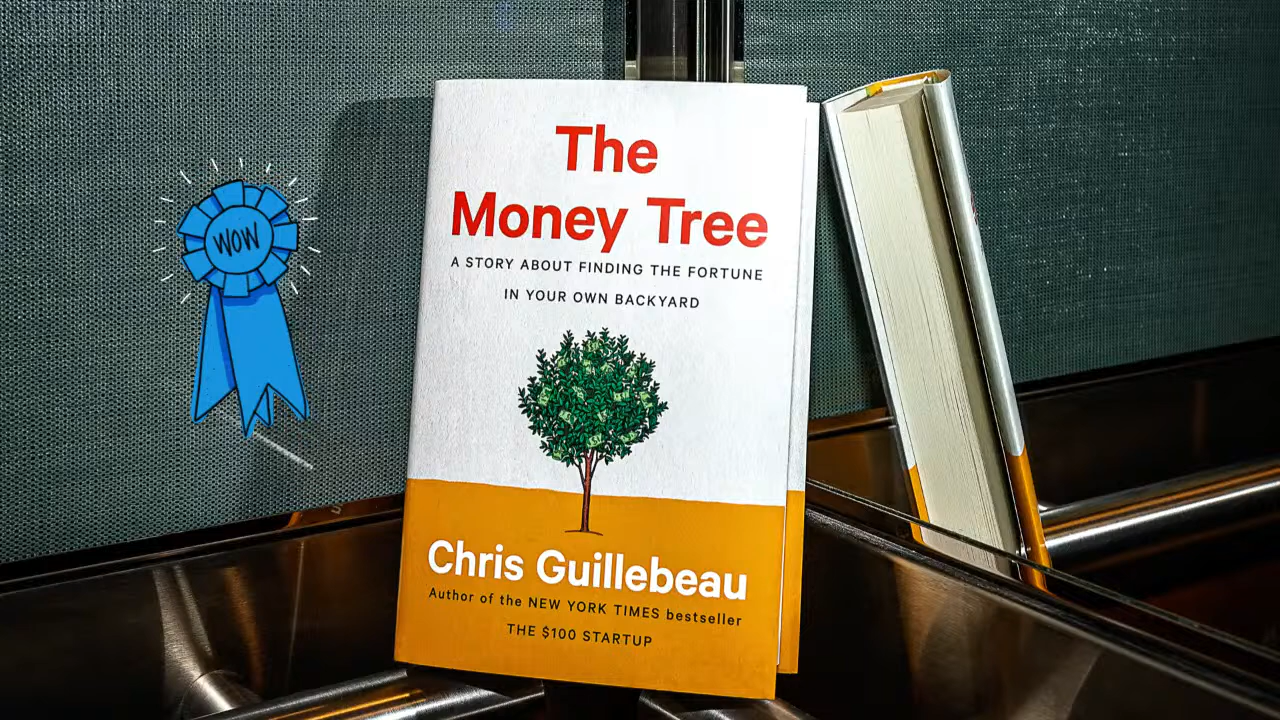 WOW
The
Money Tree
A STORY ABOUT FINDING THE FORTUNE
IN YOUR OWN BACKYARD
Chris Guillebeau
Author of the NEW YORK TIMES bestseller
THE $100 STARTUP